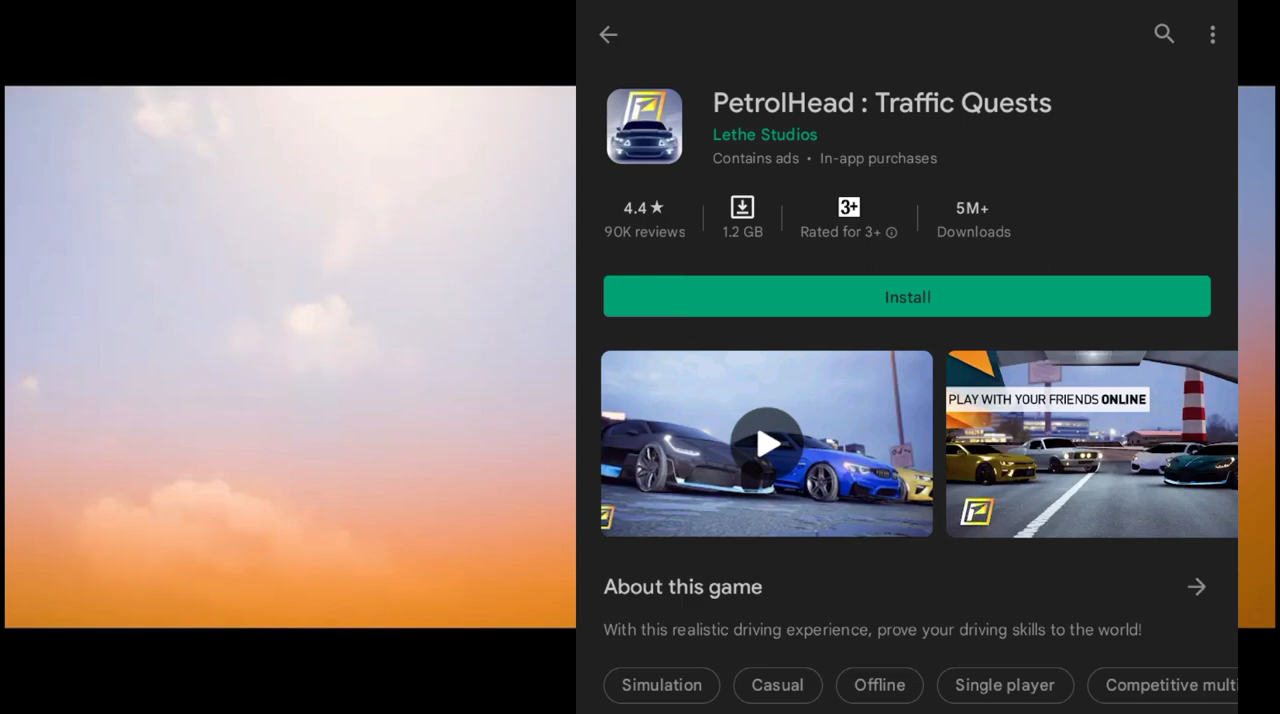 PetrolHead : Traffic Quests
Lethe Studios
Contains ads • In-app purchases
4.4★
90K reviews
1.2 GB
3+
Rated for 3+
5M+
Downloads
Install
PLAY WITH YOUR FRIENDS ONLINE
About this game
With this realistic driving experience, prove your driving skills to the world!
Simulation
Casual
Offline
Single player
Competitive multi